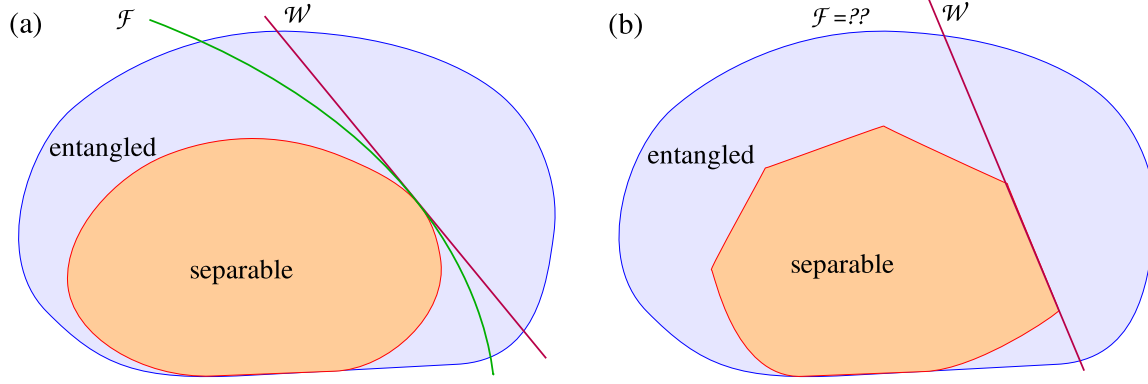 (a)
ℱ
𝒲
entangled
separable
(b)
ℱ =??
𝒲
entangled
separable